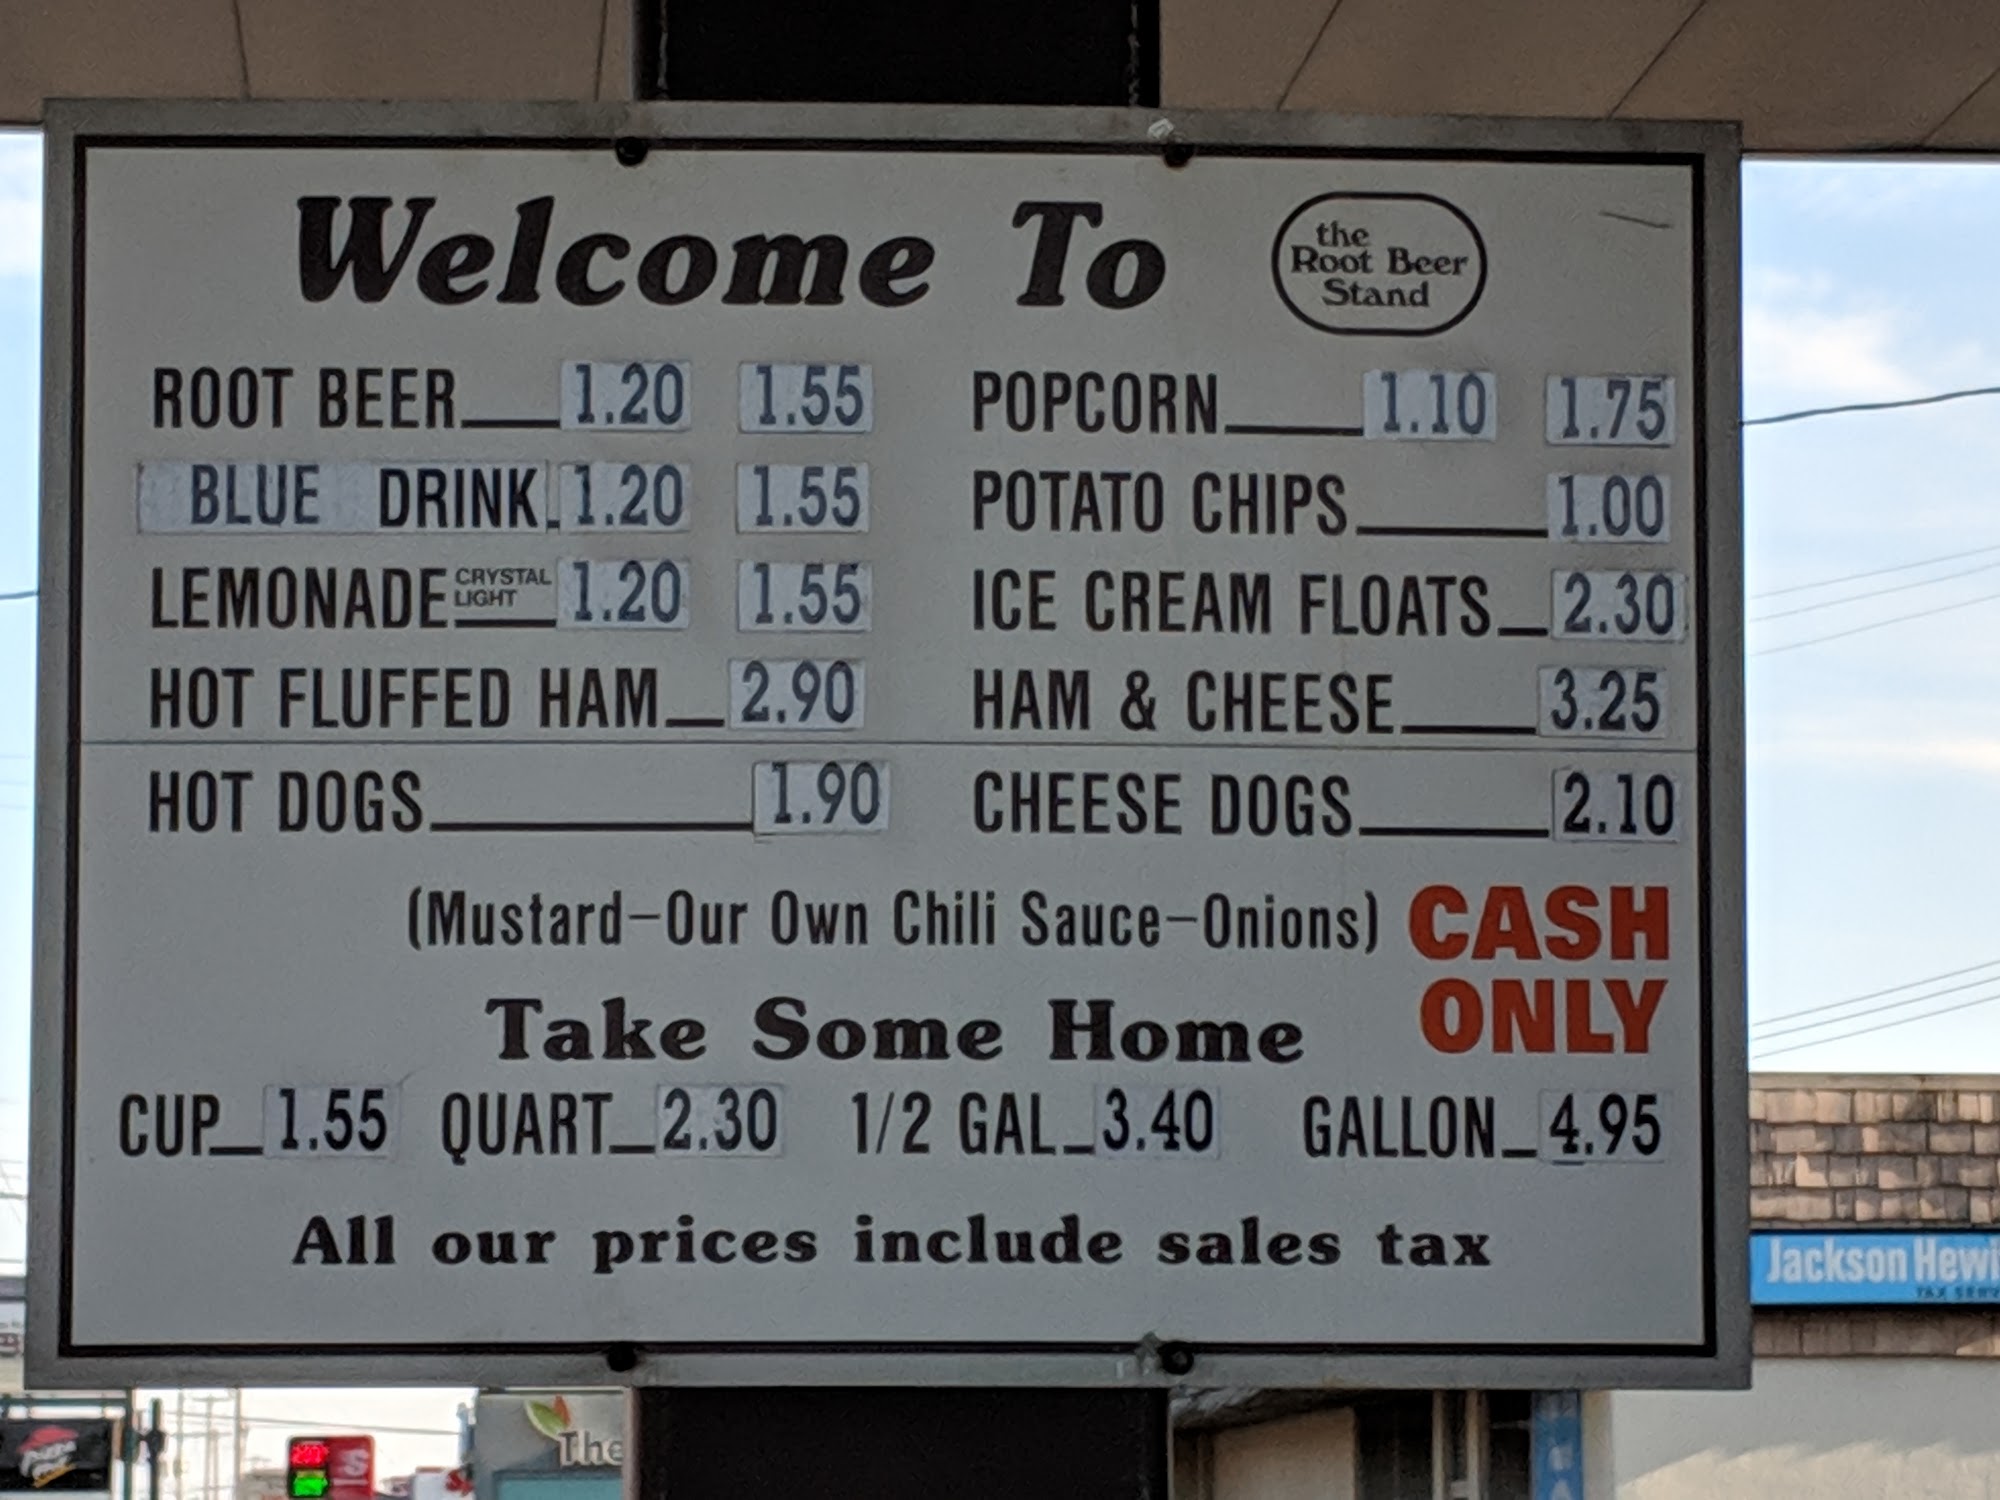 Welcome To
the
Root Beer
Stand
ROOT BEER 1.20 1.55
BLUE DRINK 1.20 1.55
LEMONADE CRYSTAL LIGHT 1.20 1.55
HOT FLUFFED HAM 2.90
HOT DOGS 1.90
POPCORN 1.10 1.75
POTATO CHIPS 1.00
ICE CREAM FLOATS 2.30
HAM & CHEESE 3.25
CHEESE DOGS 2.10
(Mustard-Our Own Chili Sauce-Onions)
CASH
ONLY
Take Some Home
CUP 1.55 QUART 2.30 1/2 GAL 3.40 GALLON 4.95
All our prices include sales tax
Jackson Hewi
TAX SERV
Pizza
The